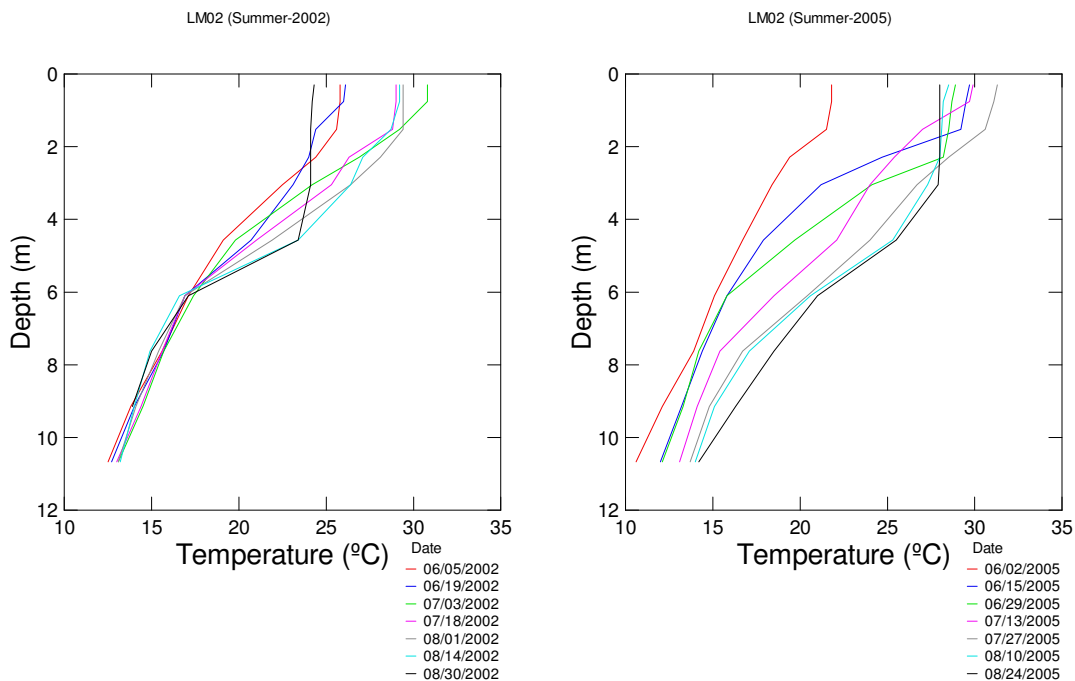 LM02 (Summer-2002)
0
2
4
6
8
10
12
Depth (m)
10 15 20 25 30 35
Temperature (ºC)
Date
06/05/2002
06/19/2002
07/03/2002
07/18/2002
08/01/2002
08/14/2002
08/30/2002
LM02 (Summer-2005)
0
2
4
6
8
10
12
Depth (m)
10 15 20 25 30 35
Temperature (ºC)
Date
06/02/2005
06/15/2005
06/29/2005
07/13/2005
07/27/2005
08/10/2005
08/24/2005